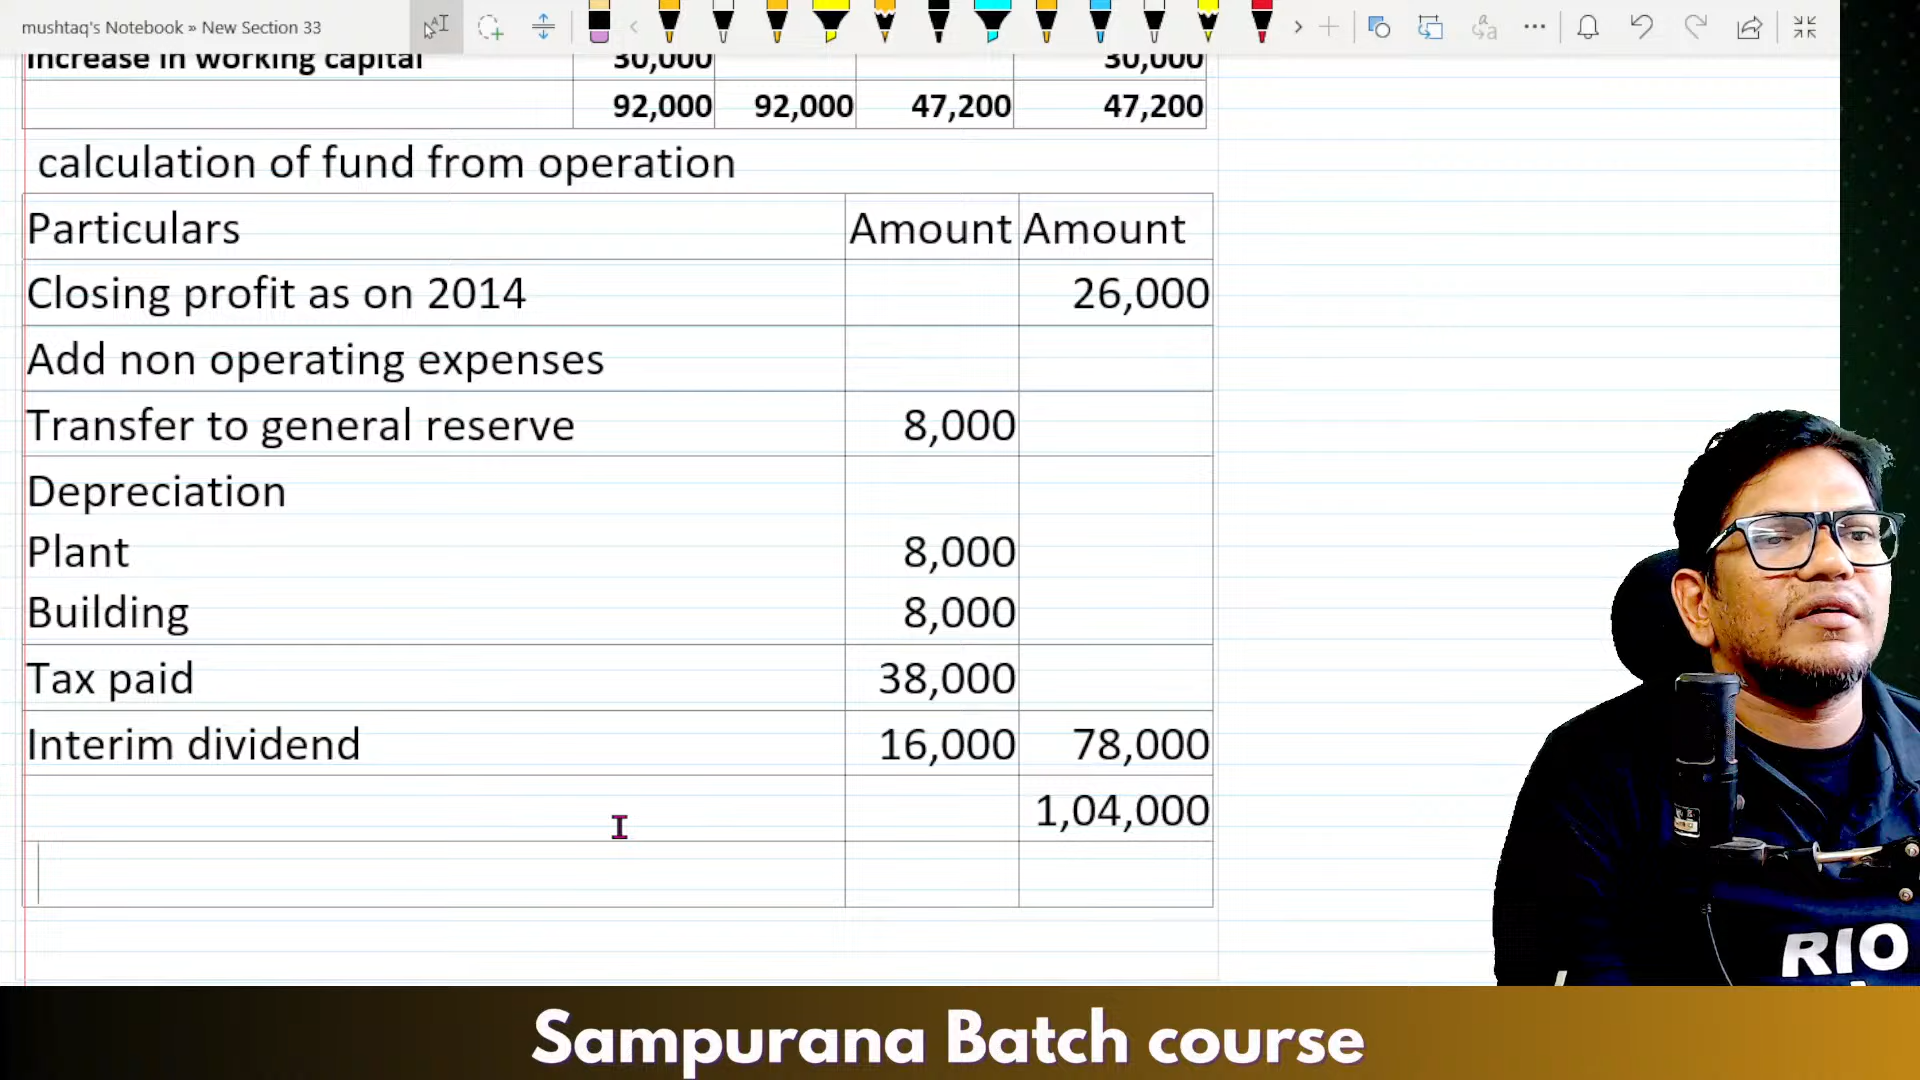 mushtaq's Notebook » New Section 33
Increase in working capital 30,000 30,000
92,000 92,000 47,200 47,200
calculation of fund from operation
Particulars Amount Amount
Closing profit as on 2014 26,000
Add non operating expenses
Transfer to general reserve 8,000
Depreciation
Plant 8,000
Building 8,000
Tax paid 38,000
Interim dividend 16,000 78,000
1,04,000
RIO
Sampurana Batch course